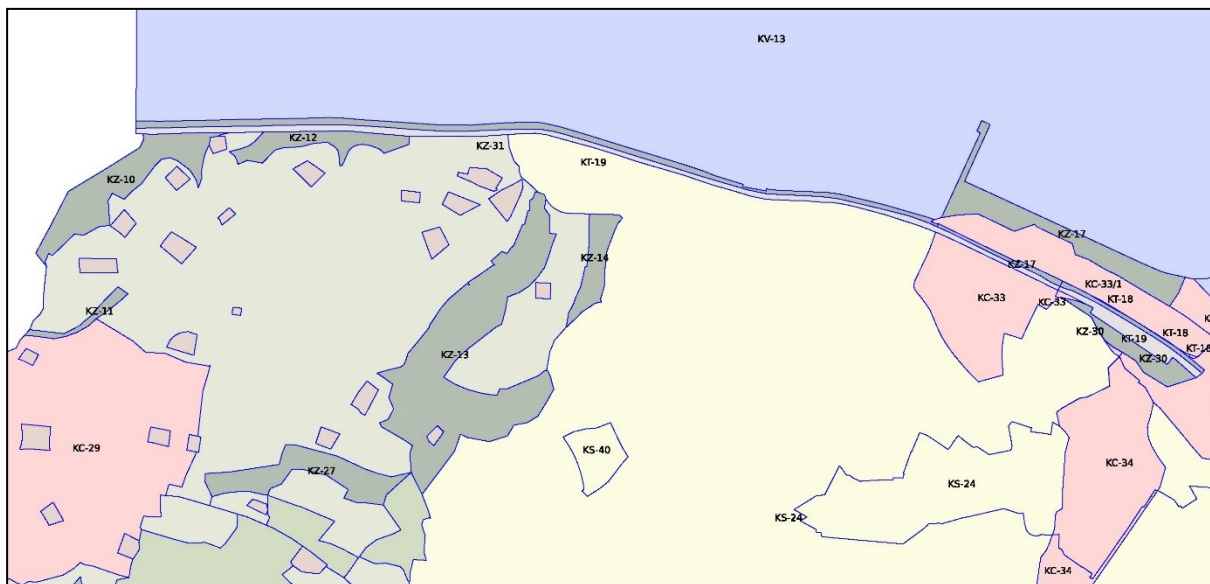 KV-13
KZ-12
KZ-31
KT-19
KZ-10
KZ-17
KZ-14
KZ-17
KC-33/1
KC-33
KC-33
KT-18
KZ-11
KZ-30
KT-19
KT-18
KT-18
KZ-13
KZ-30
KC-29
KS-40
KZ-27
KC-34
KS-24
KS-24
KC-34